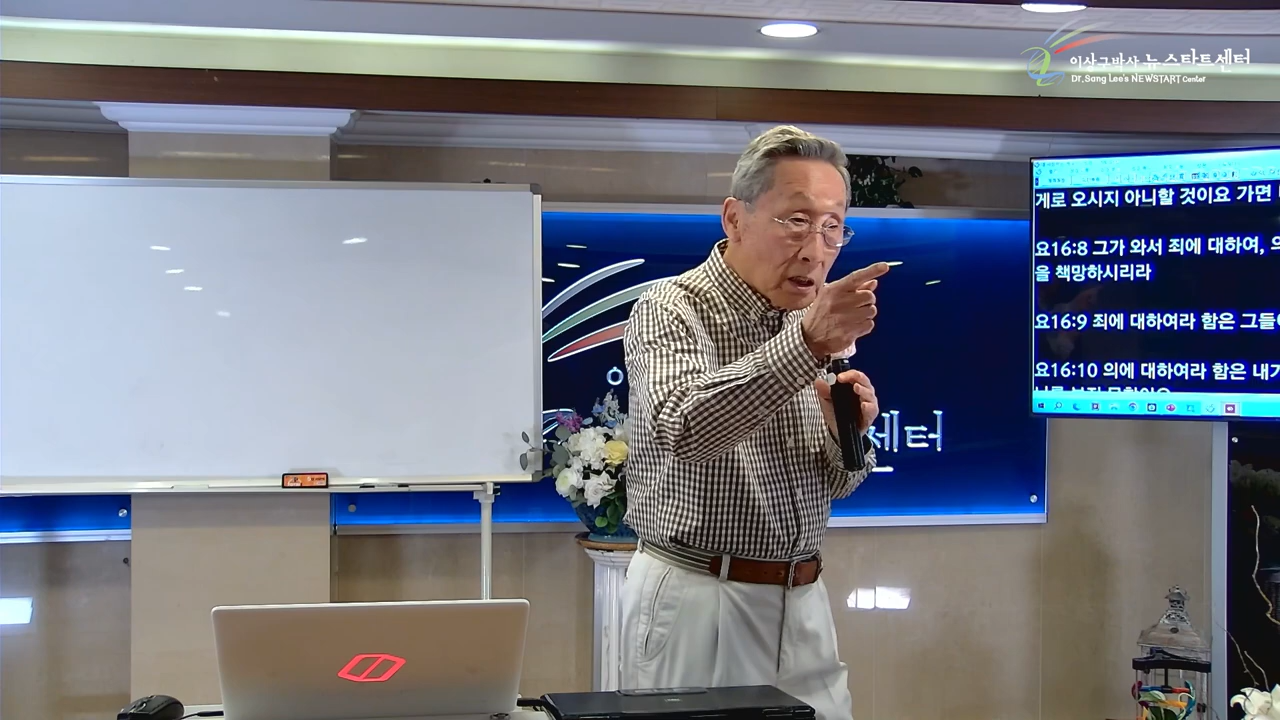 이상구박사 뉴스타트센터
Dr. Sang Lee's NEWSTART Center
게로 오시지 아니할 것이요 가면
요16:8 그가 와서 죄에 대하여, 의
을 책망하시리라
요16:9 죄에 대하여라 함은 그들이
요16:10 의에 대하여라 함은 내가
센터